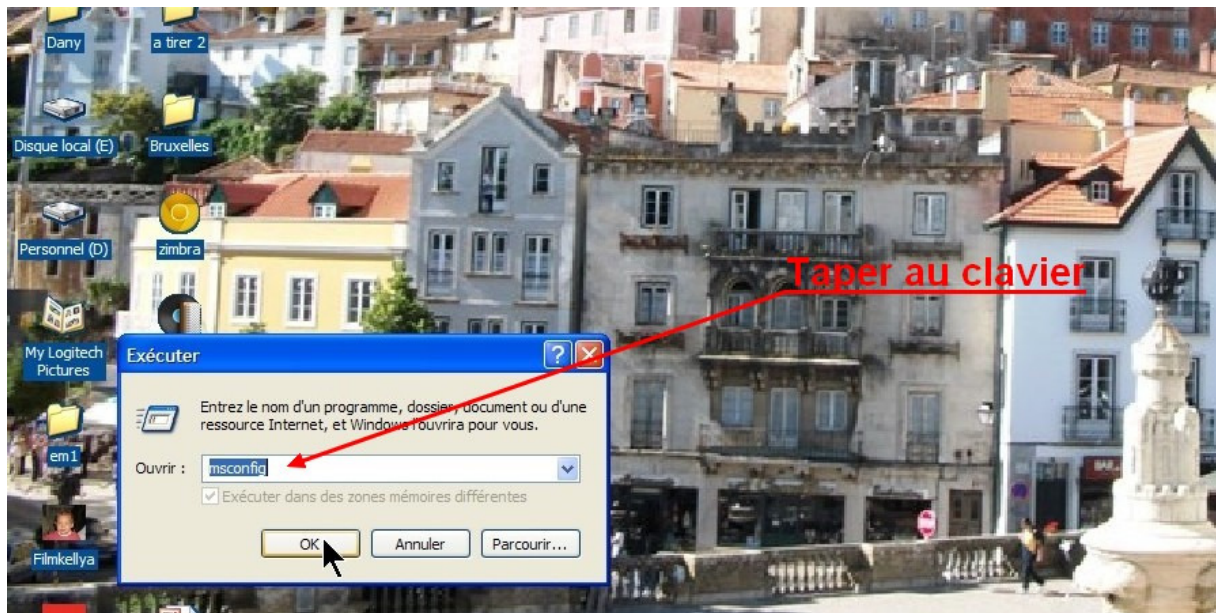 Dany
a tirer 2
Disque local (E)
Bruxelles
Personnel (D)
zimbra
Taper au clavier
My Logitech
Pictures
em1
Filmkellya
Exécuter
Entrez le nom d'un programme, dossier, document ou d'une
ressource Internet, et Windows l'ouvrira pour vous.
Ouvrir :
msconfig
Exécuter dans des zones mémoires différentes
OK
Annuler
Parcourir...
BAR